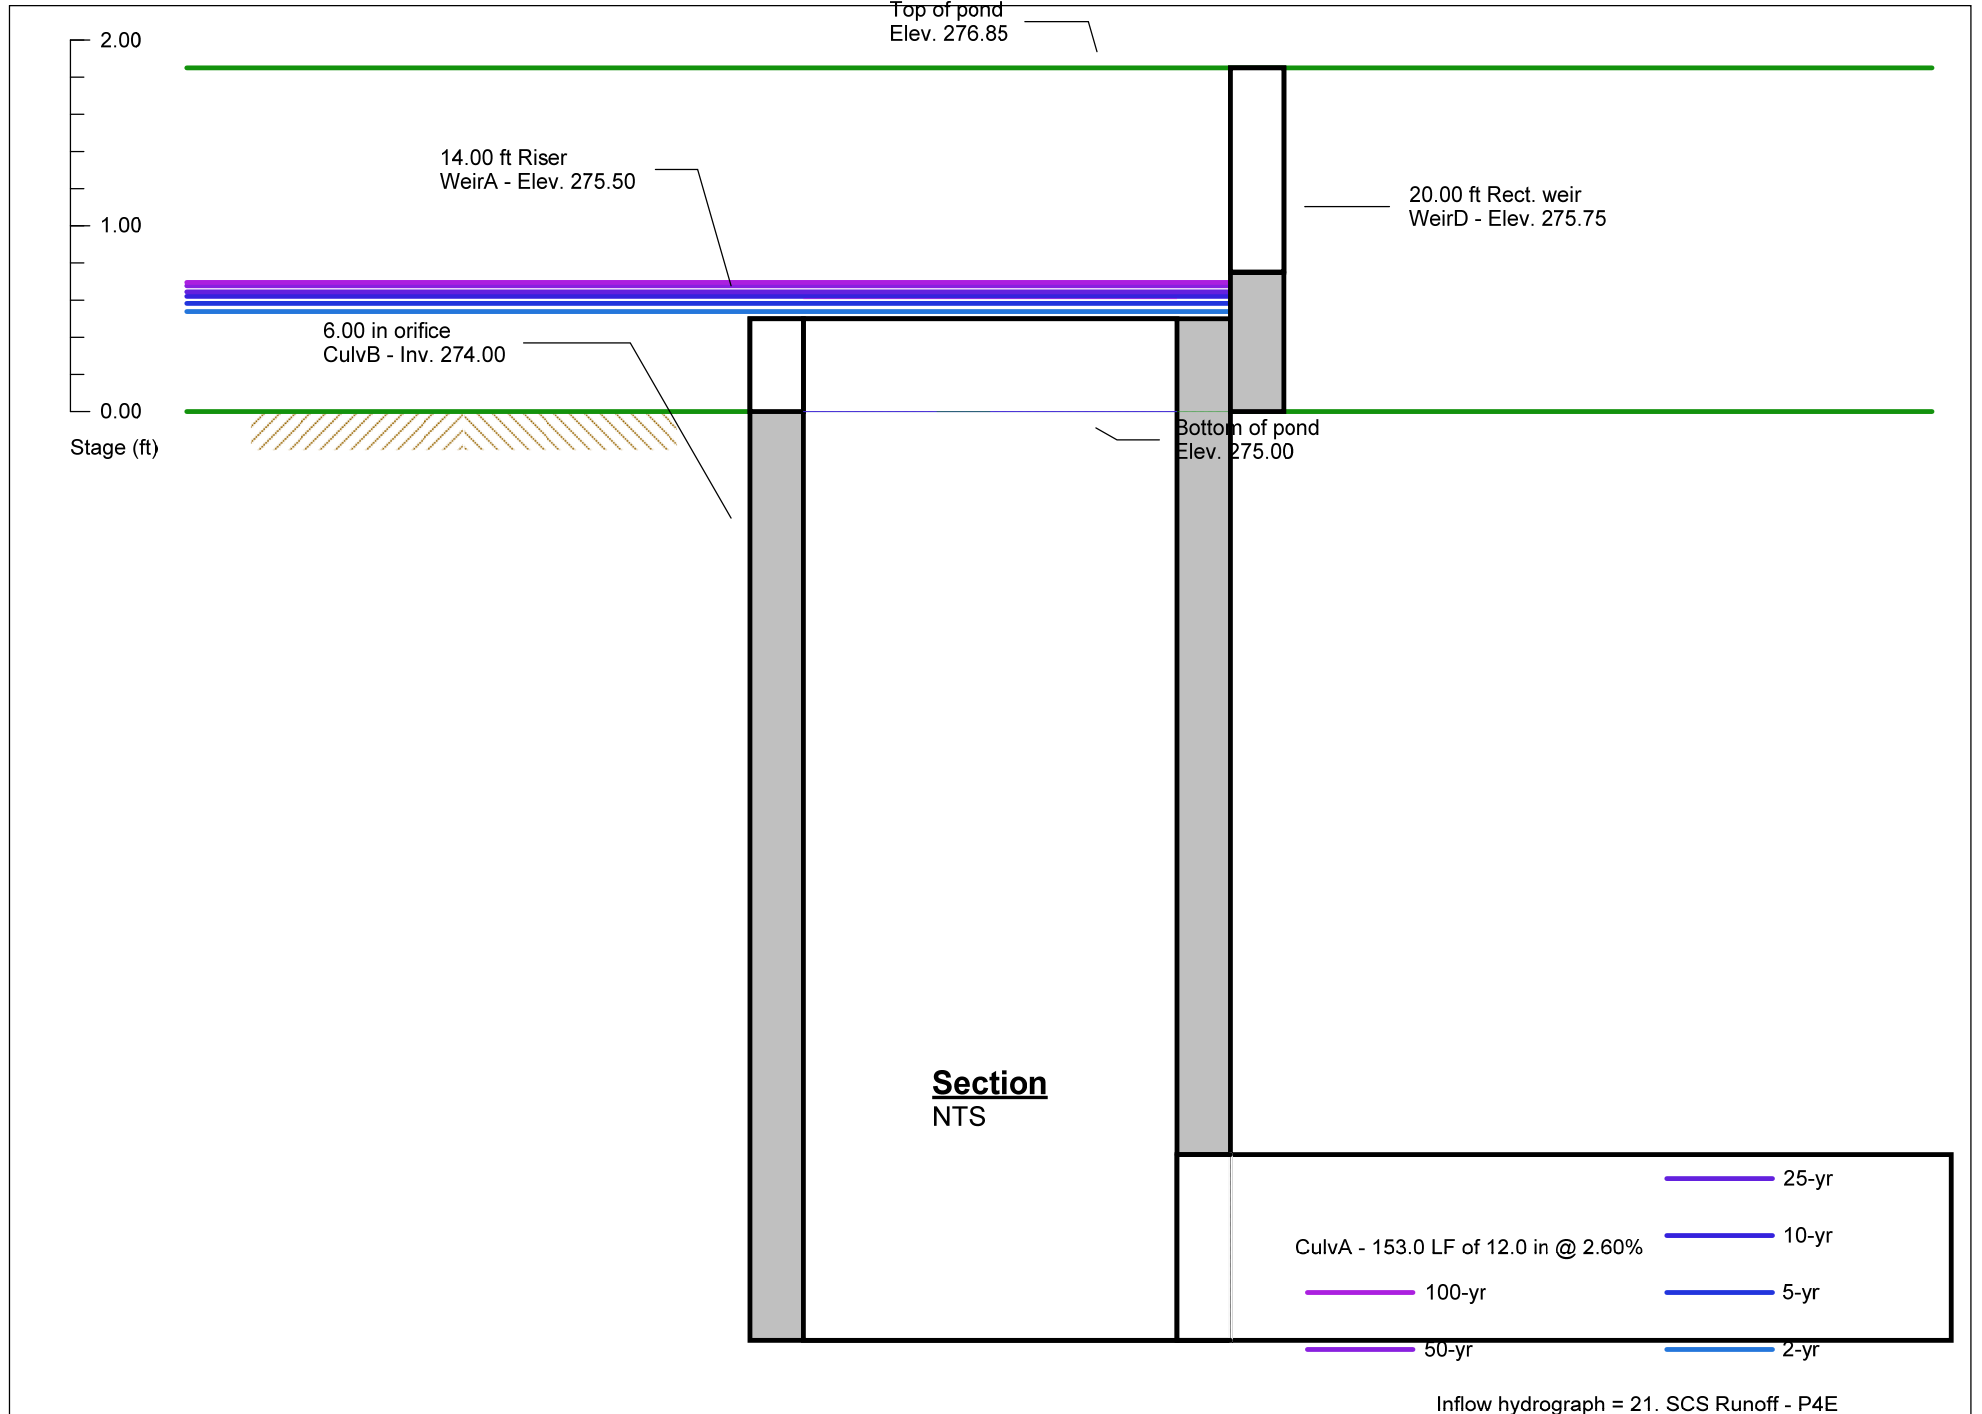 Top of pond
Elev. 276.85
2.00
14.00 ft Riser
WeirA - Elev. 275.50
20.00 ft Rect. weir
WeirD - Elev. 275.75
1.00
6.00 in orifice
CulvB - Inv. 274.00
0.00
Bottom of pond
Elev. 275.00
Stage (ft)
Section
NTS
25-yr
10-yr
CulvA - 153.0 LF of 12.0 in @ 2.60%
100-yr
5-yr
50-yr
2-yr
Inflow hydrograph = 21. SCS Runoff - P4E